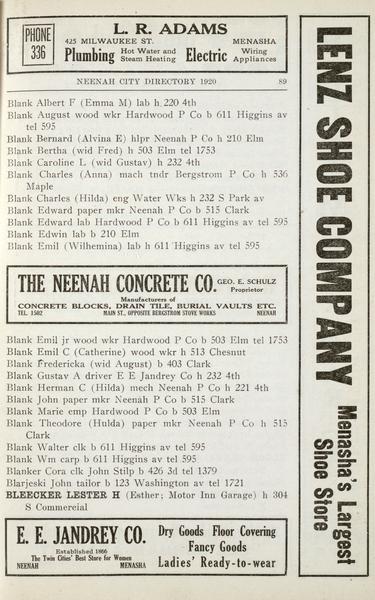 PHONE 336
L. R. ADAMS
425 MILWAUKEE ST. MENASHA
Plumbing Hot Water and Steam Heating Electric Wiring Appliances
NEENAH CITY DIRECTORY 1920 89
Blank Albert F (Emma M) lab h 220 4th
Blank August wood wkr Hardwood P Co b 611 Higgins av
tel 595
Blank Bernard (Alvina E) hlpr Neenah P Co h 210 Elm
Blank Bertha (wid Fred) h 503 Elm tel 1753
Blank Caroline L (wid Gustav) h 232 4th
Blank Charles (Anna) mach tndr Bergstrom P Co h 536
Maple
Blank Charles (Hilda) eng Water Wks h 232 S Park av
Blank Edward paper mkr Neenah P Co b 515 Clark
Blank Edward lab Hardwood P Co b 611 Higgins av tel 595
Blank Edwin lab b 210 Elm
Blank Emil (Wilhemina) lab h 611 Higgins av tel 595
THE NEENAH CONCRETE CO. GEO. E. SCHULZ
Proprietor
Manufacturers of
CONCRETE BLOCKS, DRAIN TILE, BURIAL VAULTS ETC.
TEL. 1502 MAIN ST., OPPOSITE BERGSTROM STOVE WORKS NEENAH
Blank Emil jr wood wkr Hardwood P Co b 503 Elm tel 1753
Blank Emil C (Catherine) wood wkr h 513 Chesnut
Blank Fredericka (wid August) b 403 Clark
Blank Gustav A driver E E Jandrey Co h 232 4th
Blank Herman C (Hilda) mech Neenah P Co h 221 4th
Blank John paper mkr Neenah P Co b 515 Clark
Blank Marie emp Hardwood P Co b 503 Elm
Blank Theodore (Hulda) paper mkr Neenah P Co h 515
Clark
Blank Walter clk b 611 Higgins av tel 595
Blank Wm carp b 611 Higgins av tel 595
Blanker Cora clk John Stilp b 426 3d tel 1379
Blarjeski John tailor b 123 Washington av tel 1721
BLEECKER LESTER H (Esther; Motor Inn Garage) h 304
S Commercial
E. E. JANDREY CO.
Established 1866
The Twin Cities' Best Store for Women
NEENAH MENASHA
Dry Goods Floor Covering
Fancy Goods
Ladies' Ready-to-wear
LENZ SHOE COMPANY
Menasha's Largest
Shoe Store